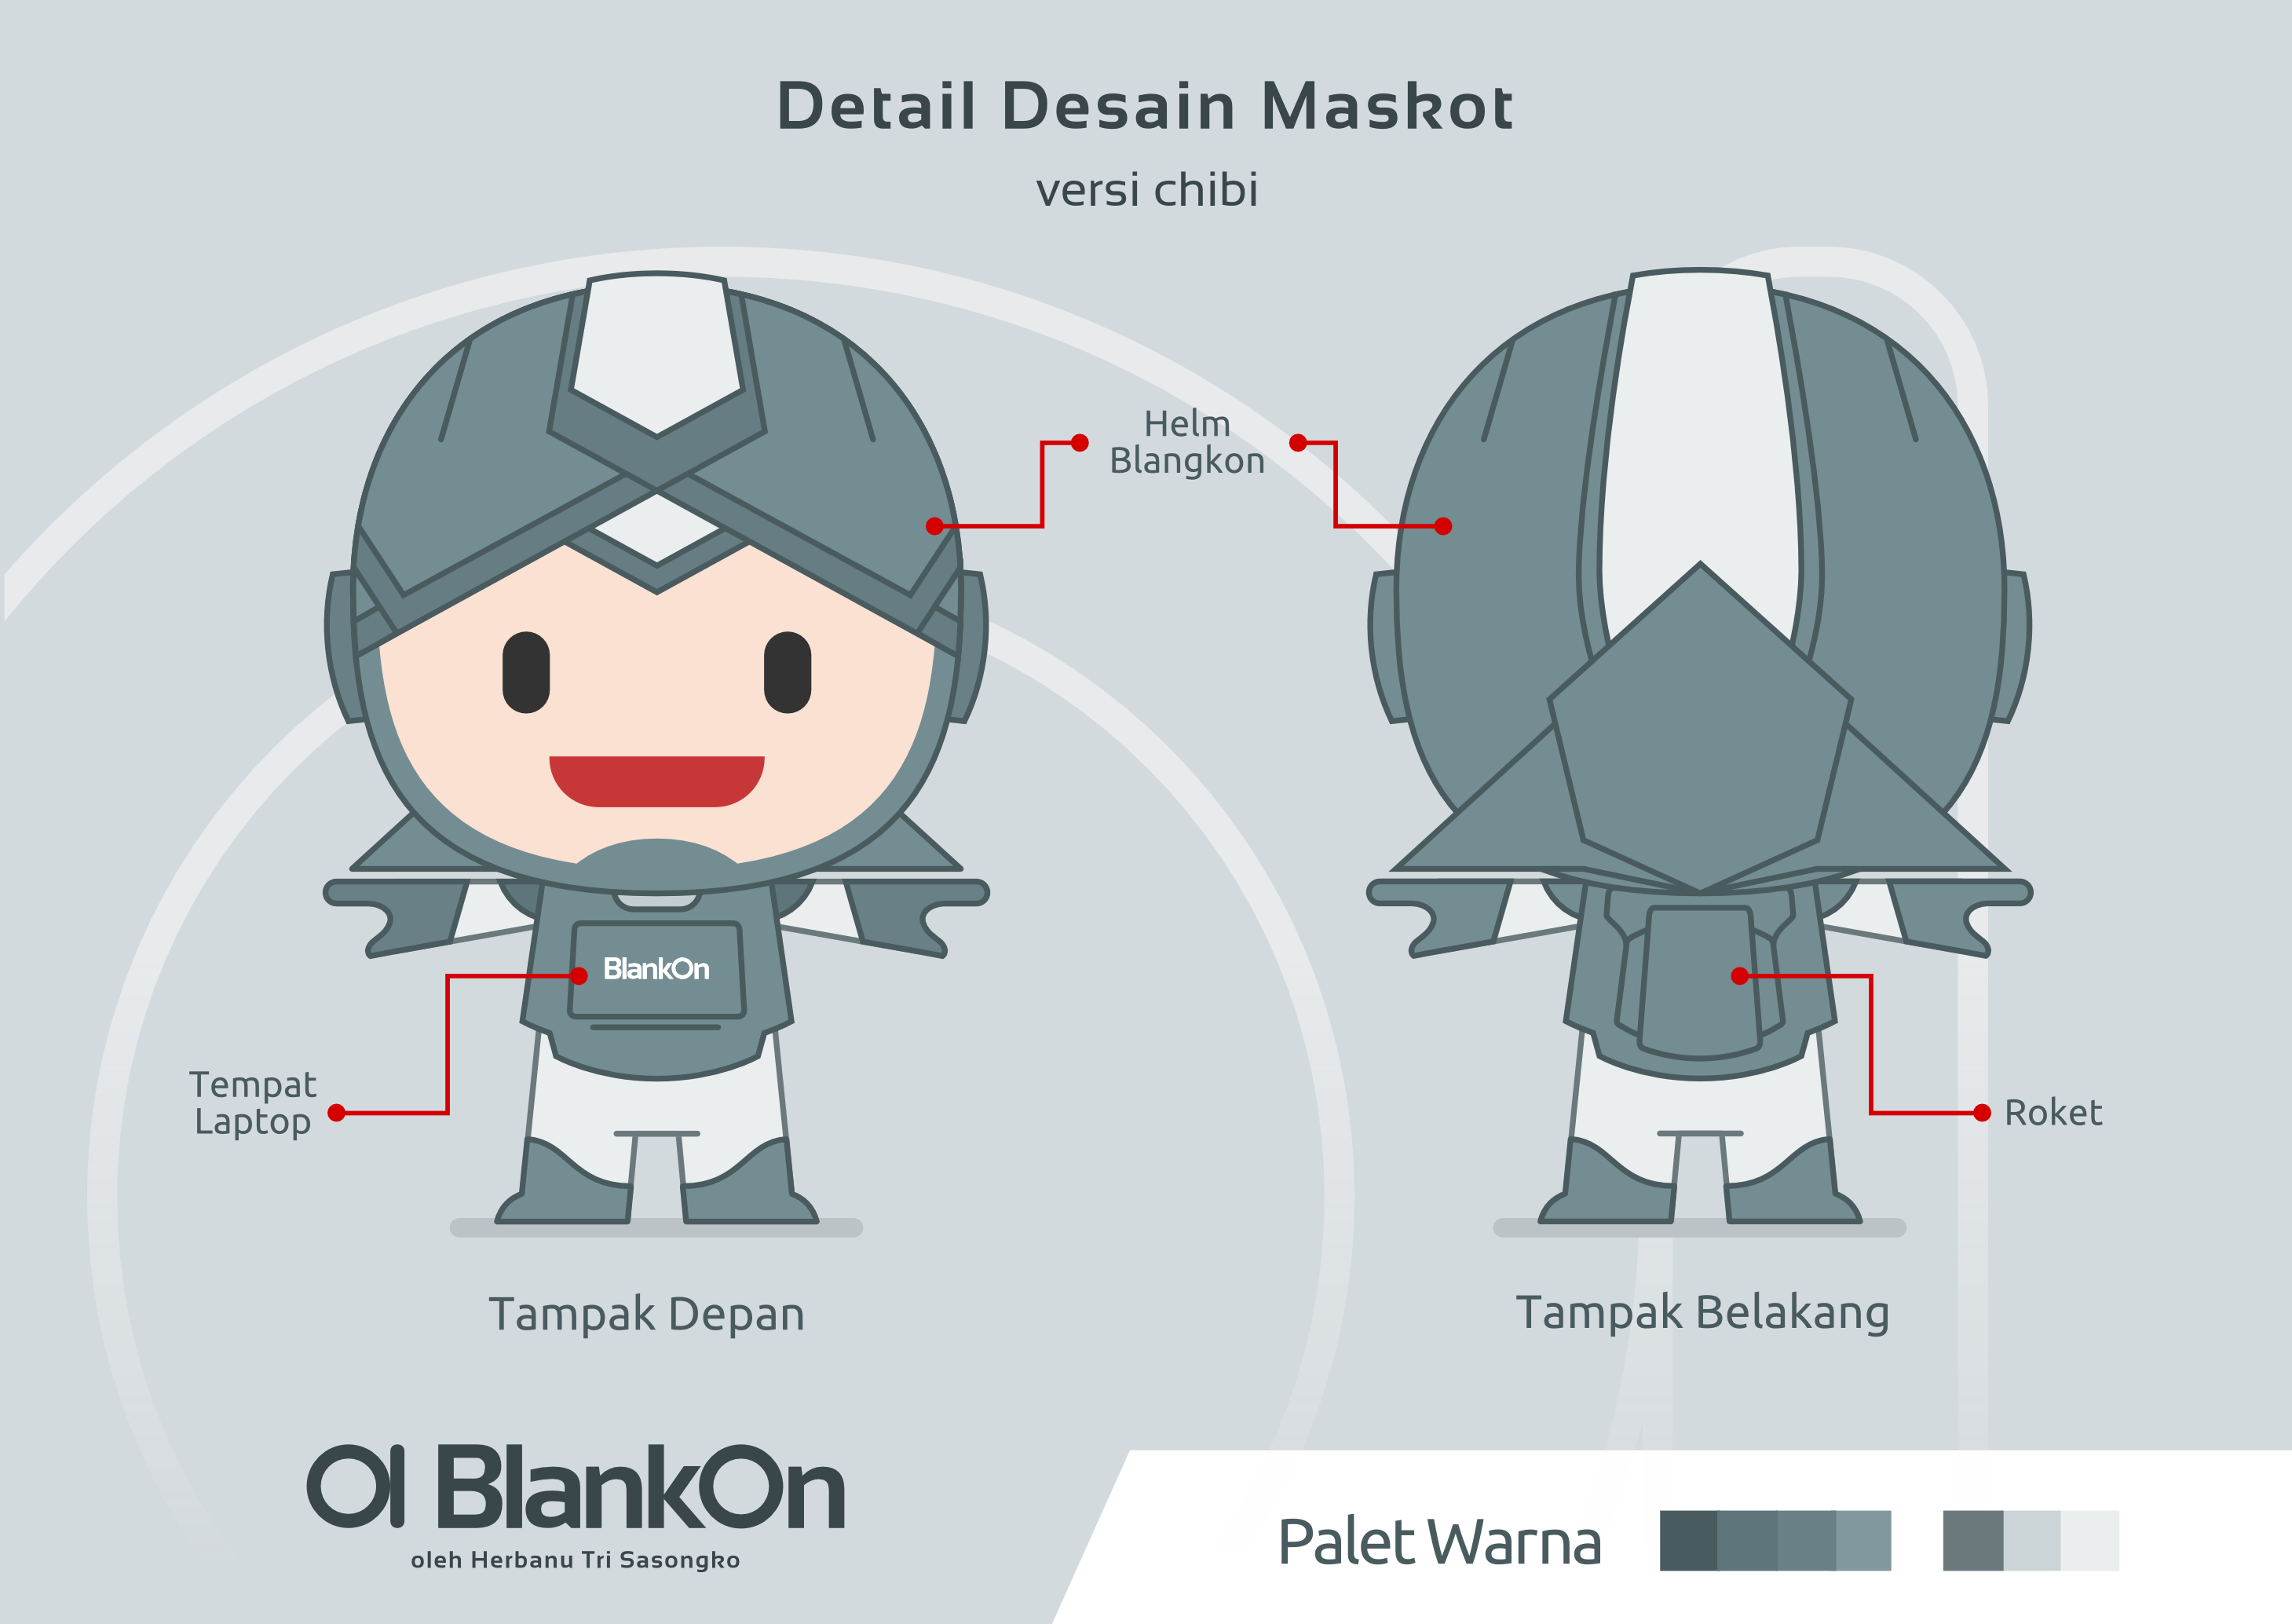 Detail Desain Maskot
versi chibi
Helm
Blangkon
BlankOn
Tempat
Laptop
Roket
Tampak Depan
Tampak Belakang
BlankOn
oleh Herbanu Tri Sasongko
Palet Warna